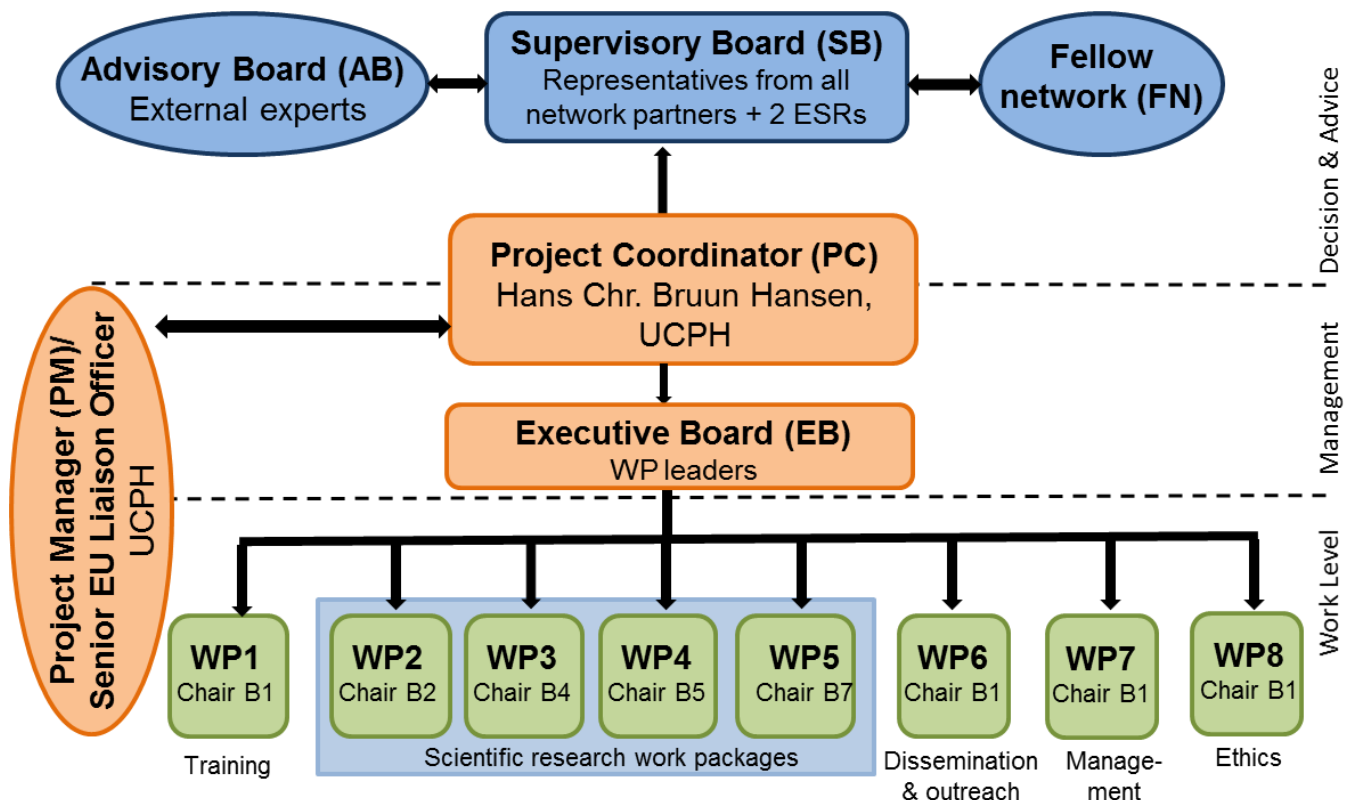 Advisory Board (AB)
External experts
Supervisory Board (SB)
Representatives from all
network partners + 2 ESRs
Fellow
network (FN)
Decision & Advice
Project Coordinator (PC)
Hans Chr. Bruun Hansen,
UCPH
Project Manager (PM)/
Senior EU Liaison Officer
UCPH
Management
Executive Board (EB)
WP leaders
Work Level
WP1
Chair B1
Training
WP2
Chair B2
WP3
Chair B4
WP4
Chair B5
WP5
Chair B7
Scientific research work packages
WP6
Chair B1
Dissemination
& outreach
WP7
Chair B1
Manage-
ment
WP8
Chair B1
Ethics